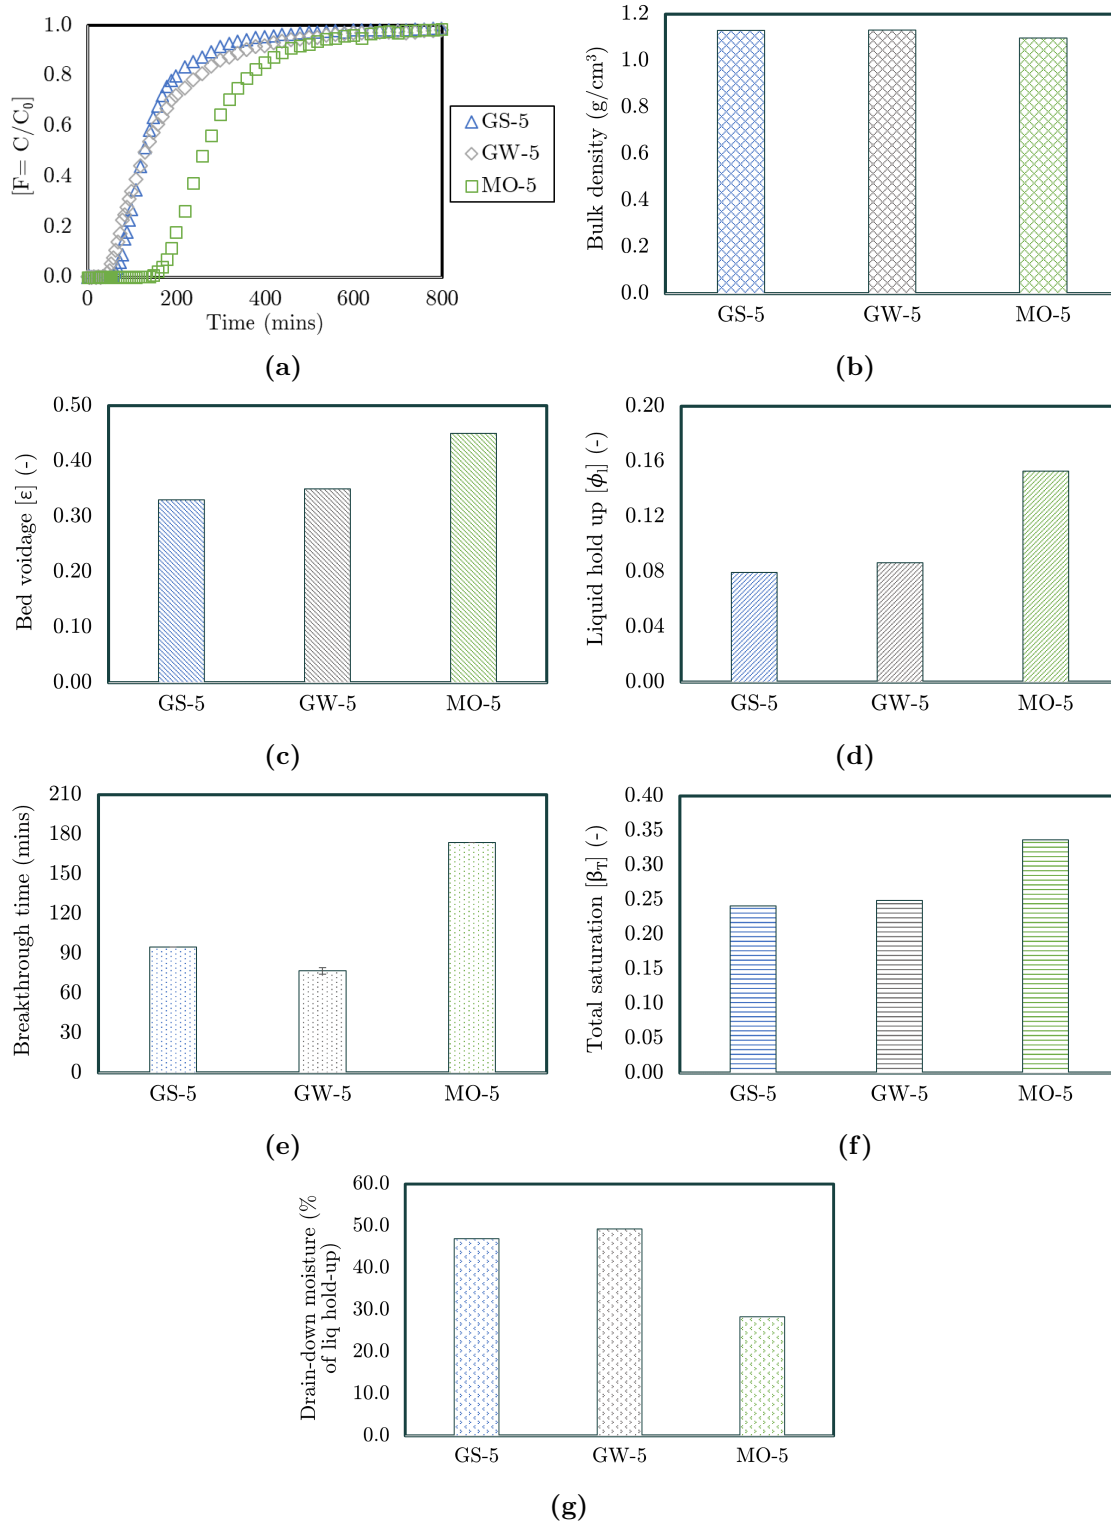 1.0
0.8
0.6
0.4
0.2
0.0
[F= C/C0]
0 200 400 600 800
Time (mins)
GS-5
GW-5
MO-5
(a)
1.2
1.0
0.8
0.6
0.4
0.2
0.0
Bulk density (g/cm³)
GS-5 GW-5 MO-5
(b)
0.50
0.40
0.30
0.20
0.10
0.00
Bed voidage [ε] (-)
GS-5 GW-5 MO-5
(c)
0.20
0.16
0.12
0.08
0.04
0.00
Liquid hold up [ϕl] (-)
GS-5 GW-5 MO-5
(d)
210
180
150
120
90
60
30
0
Breakthrough time (mins)
GS-5 GW-5 MO-5
(e)
0.40
0.35
0.30
0.25
0.20
0.15
0.10
0.05
0.00
Total saturation [βT] (-)
GS-5 GW-5 MO-5
(f)
60.0
50.0
40.0
30.0
20.0
10.0
0.0
Drain-down moisture (%
of liq hold-up)
GS-5 GW-5 MO-5
(g)